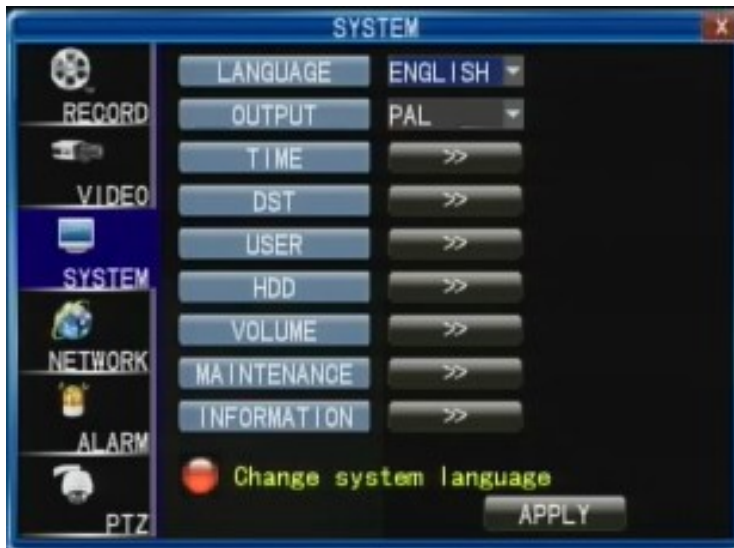 SYSTEM
X
RECORD
VIDEO
SYSTEM
NETWORK
ALARM
PTZ
LANGUAGE ENGLISH
OUTPUT PAL
TIME >>
DST >>
USER >>
HDD >>
VOLUME >>
MAINTENANCE >>
INFORMATION >>
Change system language
APPLY